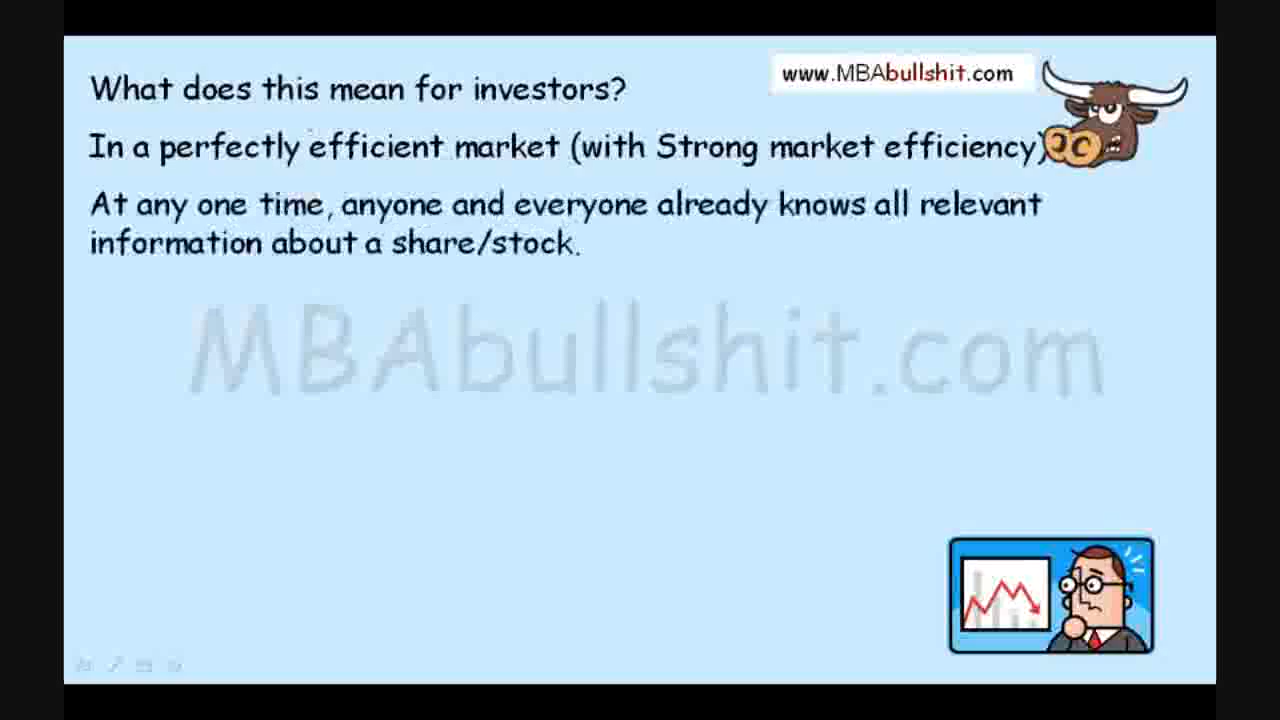 www.MBAbullshit.com
What does this mean for investors?
In a perfectly efficient market (with Strong market efficiency)
At any one time, anyone and everyone already knows all relevant
information about a share/stock.
MBAbullshit.com